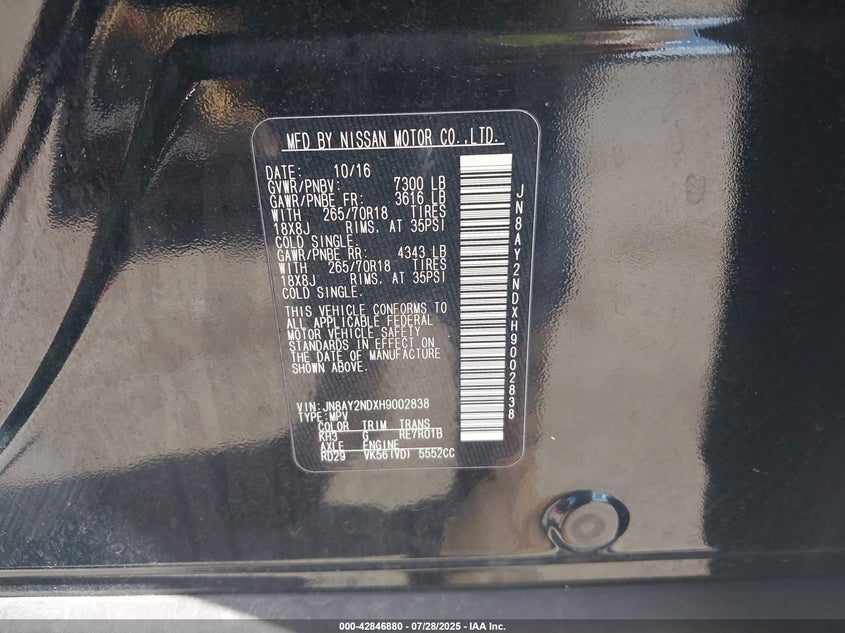 MFD BY NISSAN MOTOR CO.,LTD.
DATE: 10/16
GVWR/PNBV: 7300 LB
GAWR/PNBE FR: 3616 LB
WITH 265/70R18 TIRES
18X8J RIMS. AT 35PSI
COLD SINGLE.
GAWR/PNBE RR: 4343 LB
WITH 265/70R18 TIRES
18X8J RIMS. AT 35PSI
COLD SINGLE.
THIS VEHICLE CONFORMS TO
ALL APPLICABLE FEDERAL
MOTOR VEHICLE SAFETY
STANDARDS IN EFFECT ON
THE DATE OF MANUFACTURE
SHOWN ABOVE.
VIN:JN8AY2NDXH9002838
TYPE:MPV
COLOR TRIM TRANS
KH3 G RE7R01B
AXLE ENGINE
RD29 VK56(VD) 5552CC
JN8AY2NDXH9002838
000-42846880 / 07/28/2025 / IAA Inc.